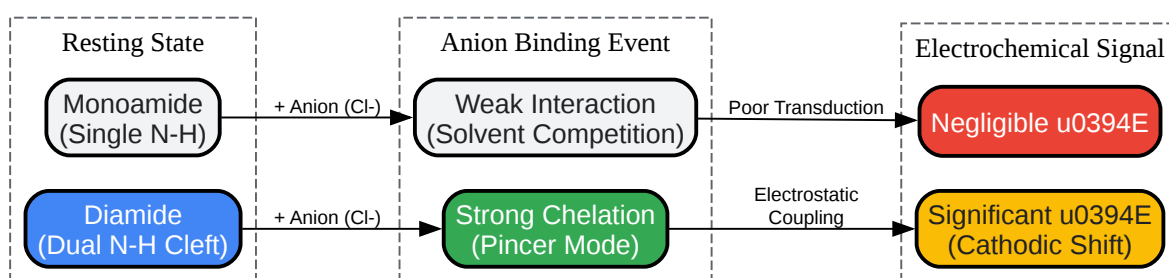 Resting State
Anion Binding Event
Electrochemical Signal
Monoamide
(Single N-H)
+ Anion (Cl-)
Weak Interaction
(Solvent Competition)
Poor Transduction
Negligible u0394E
Diamide
(Dual N-H Cleft)
+ Anion (Cl-)
Strong Chelation
(Pincer Mode)
Electrostatic
Coupling
Significant u0394E
(Cathodic Shift)